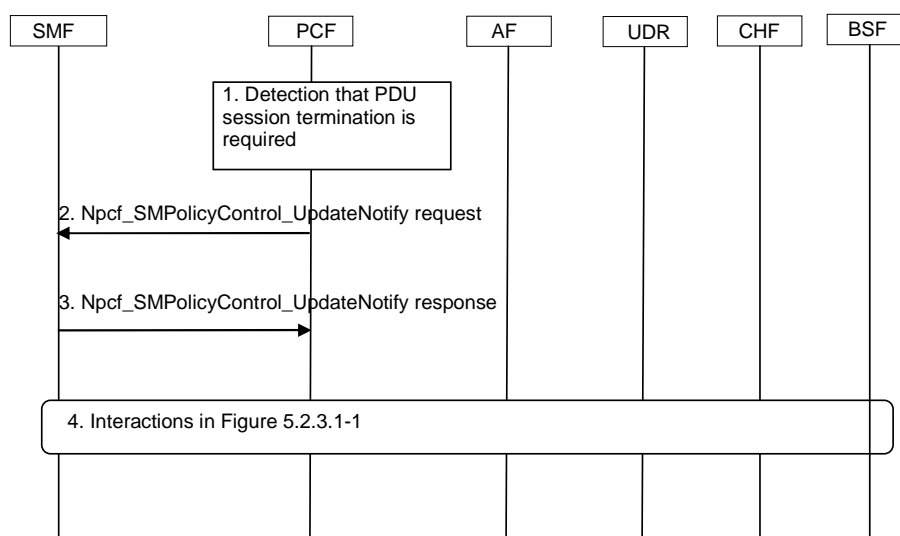 SMF PCF AF UDR CHF BSF
1. Detection that PDU
session termination is
required
2. Npcf_SMPolicyControl_UpdateNotify request
3. Npcf_SMPolicyControl_UpdateNotify response
4. Interactions in Figure 5.2.3.1-1